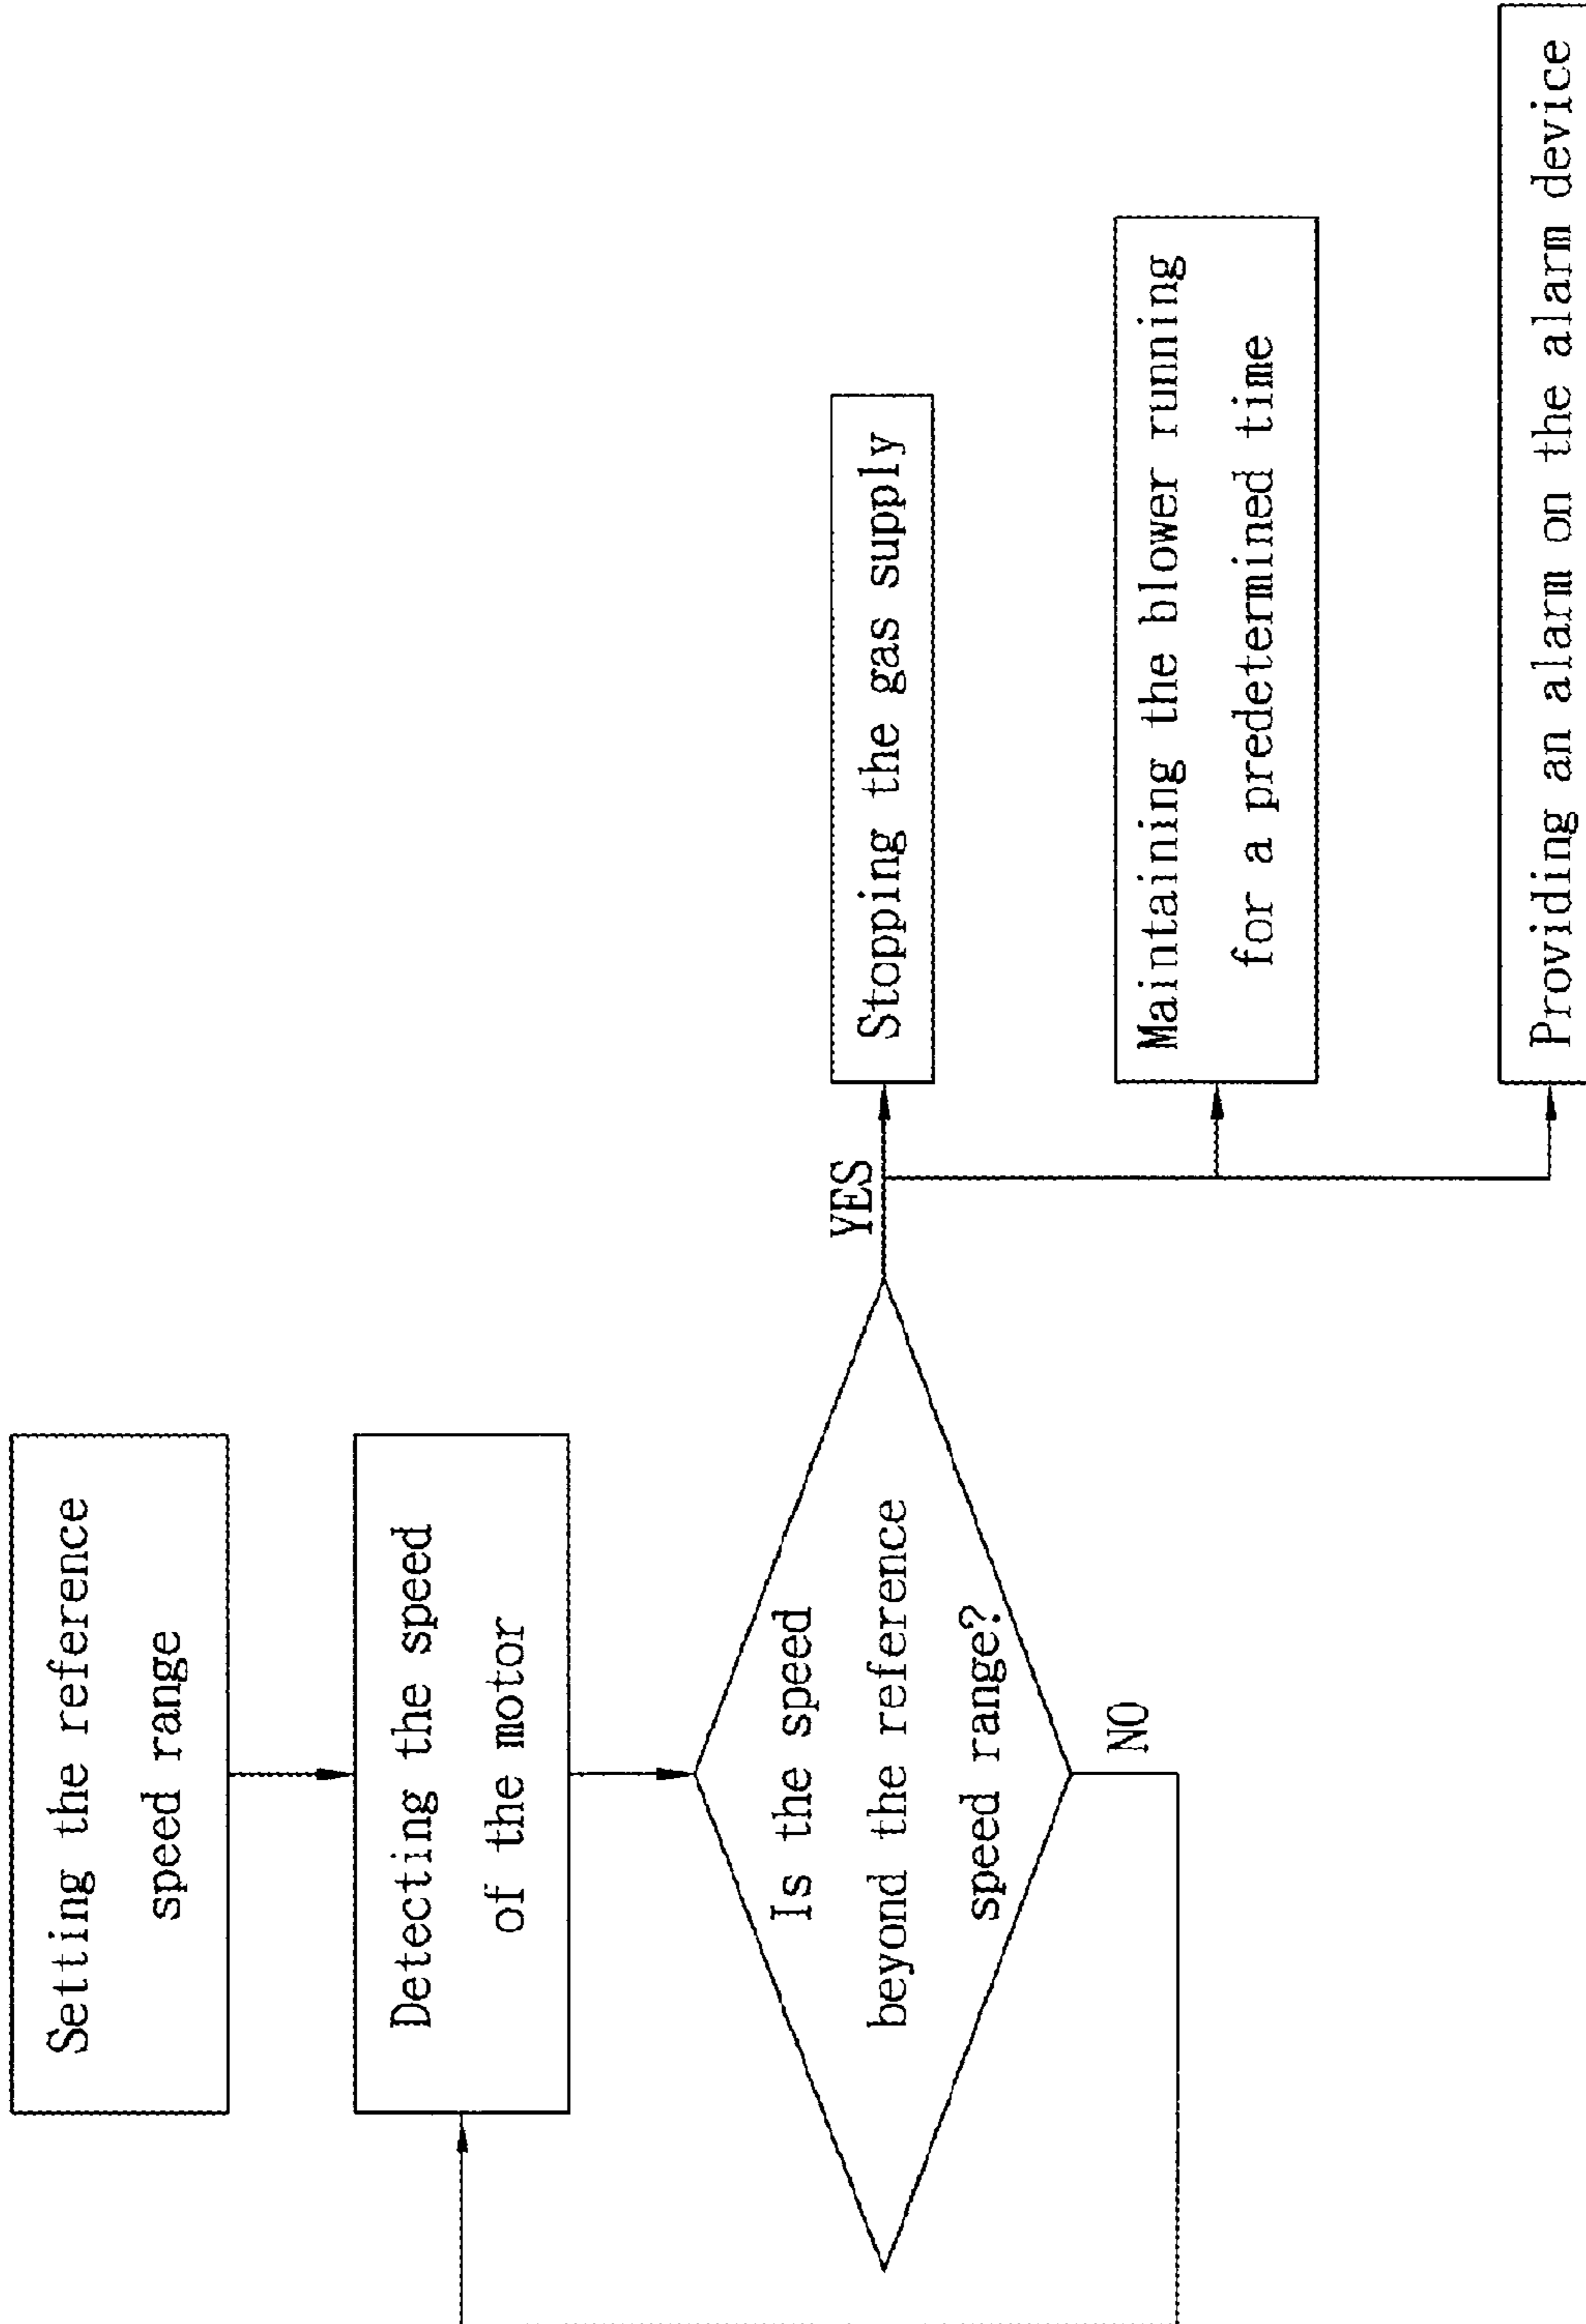 Setting the reference
speed range
Detecting the speed
of the motor
Is the speed
beyond the reference
speed range?
YES
NO
Stopping the gas supply
Maintaining the blower running
for a predetermined time
Providing an alarm on the alarm device